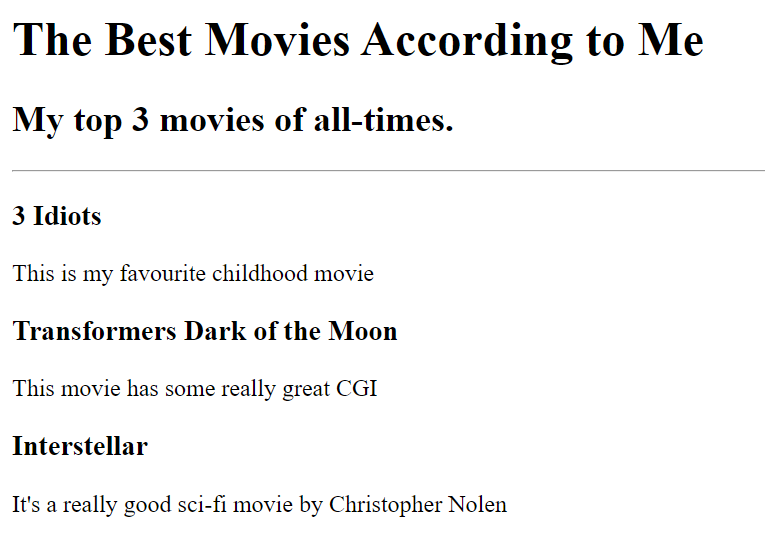 The Best Movies According to Me
My top 3 movies of all-times.
3 Idiots
This is my favourite childhood movie
Transformers Dark of the Moon
This movie has some really great CGI
Interstellar
It's a really good sci-fi movie by Christopher Nolen